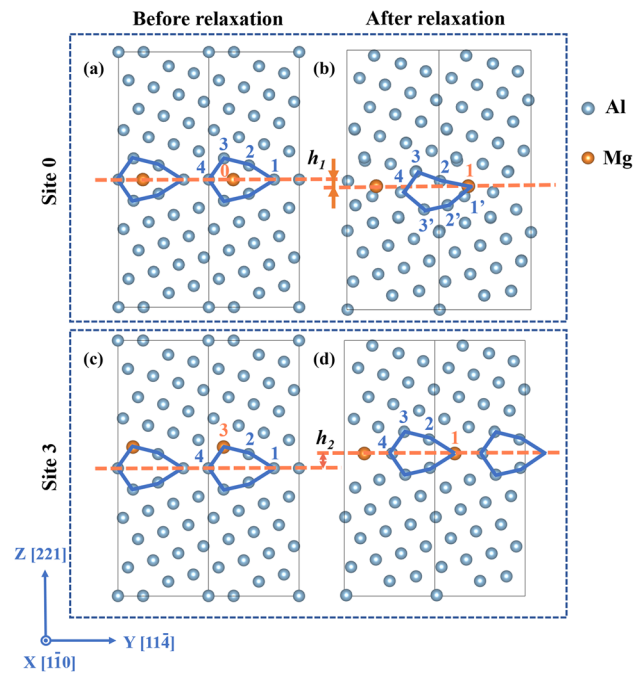 Before relaxation
After relaxation
(a)
3
2
4
0
1
Site 0
h₁
(b)
3
2
1
4
1'
2'
3'
Al
Mg
(c)
3
2
4
1
Site 3
h₂
(d)
3
2
1
4
Z [221]
Y [114̄]
X [11̄0]